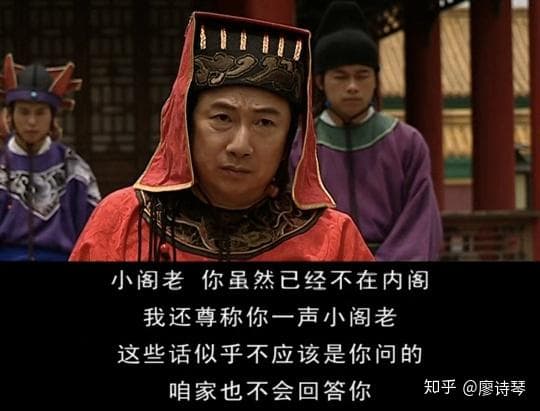 小阁老 你虽然已经不在内阁
我还尊称你一声小阁老
这些话似乎不应该是你问的
咱家也不会回答你
知乎 @廖诗琴